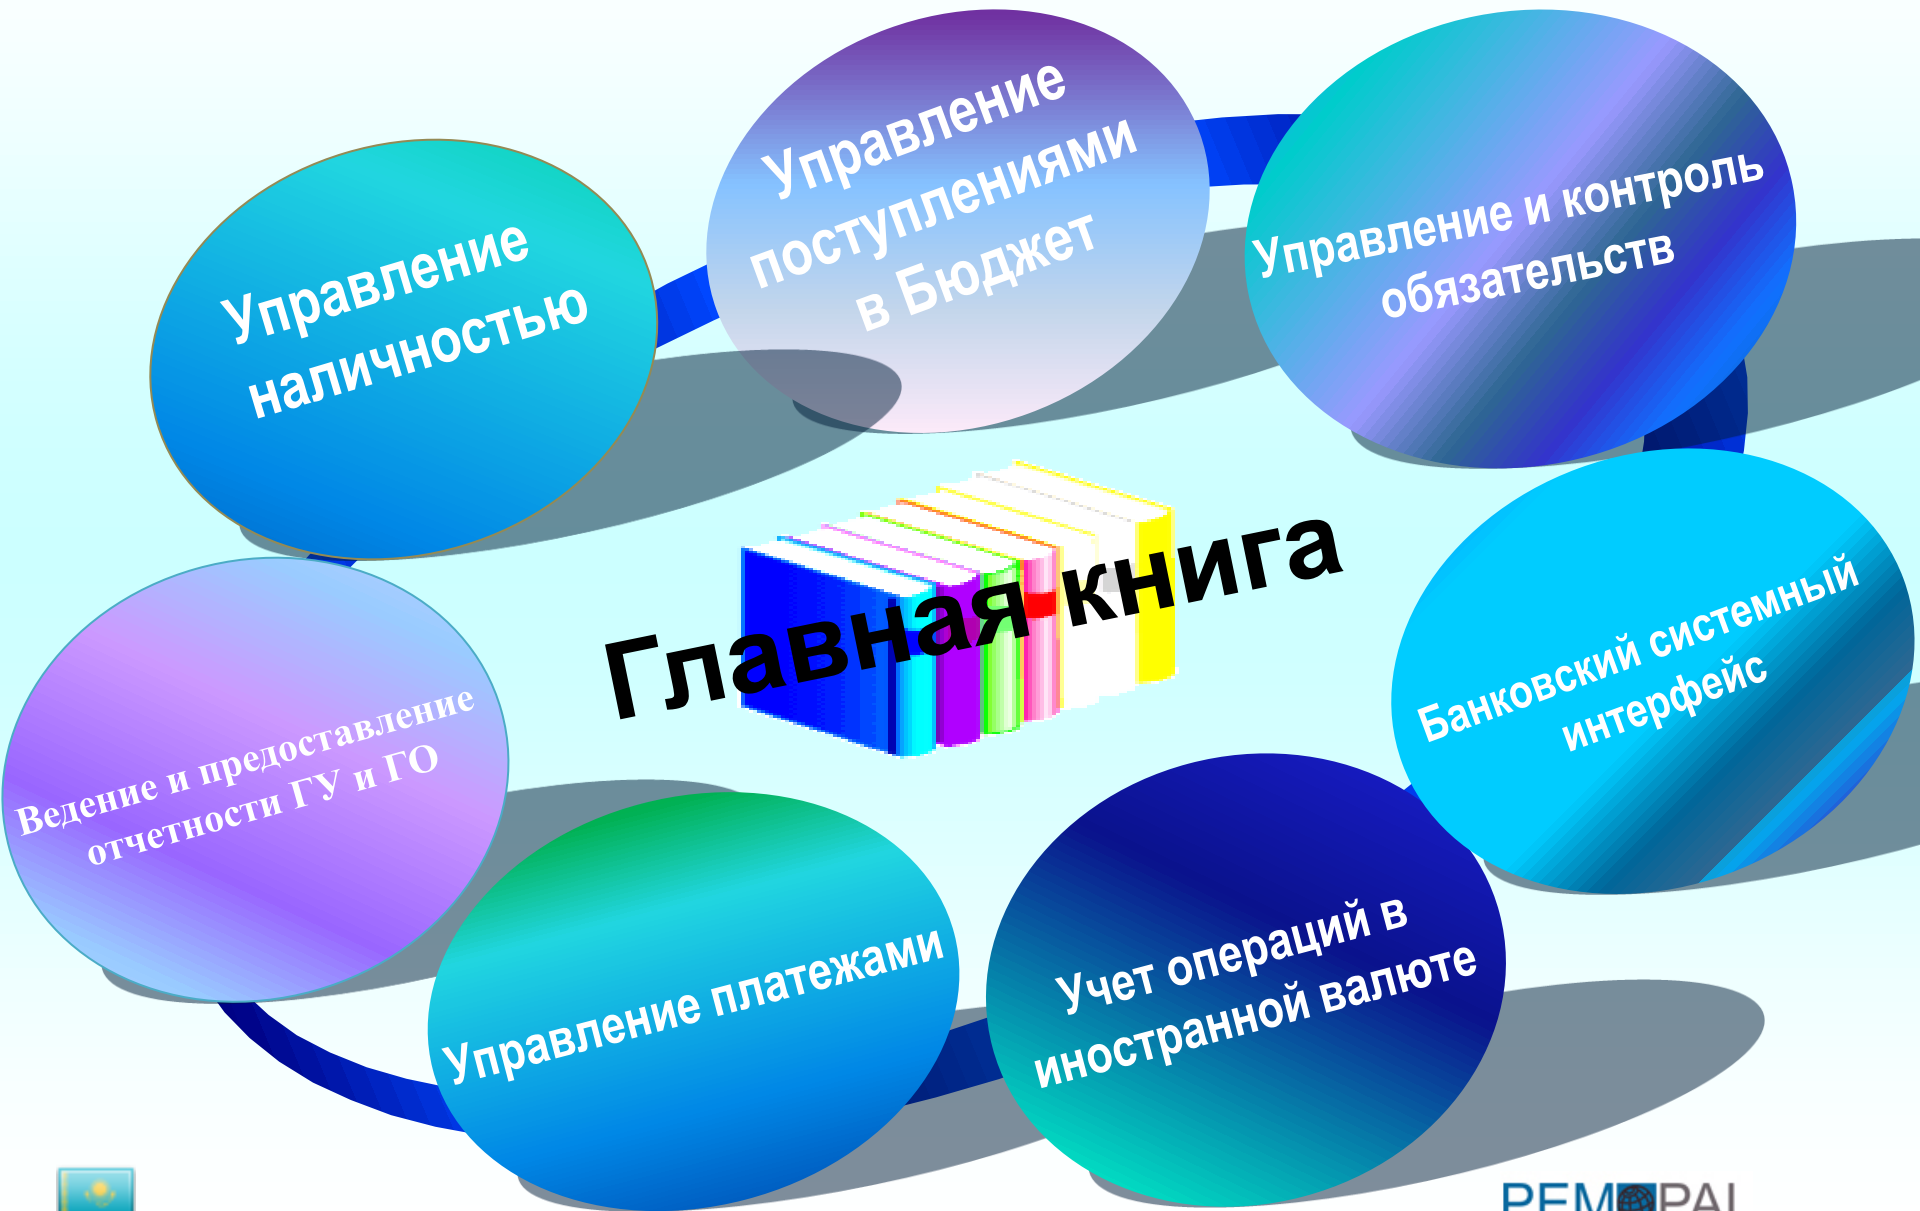 Управление
поступлениями
в Бюджет
Управление и контроль
обязательств
Управление
наличностью
Главная книга
Банковский системный
интерфейс
Ведение и предоставление
отчетности ГУ и ГО
Управление платежами
Учет операций в
иностранной валюте
PEMPAL